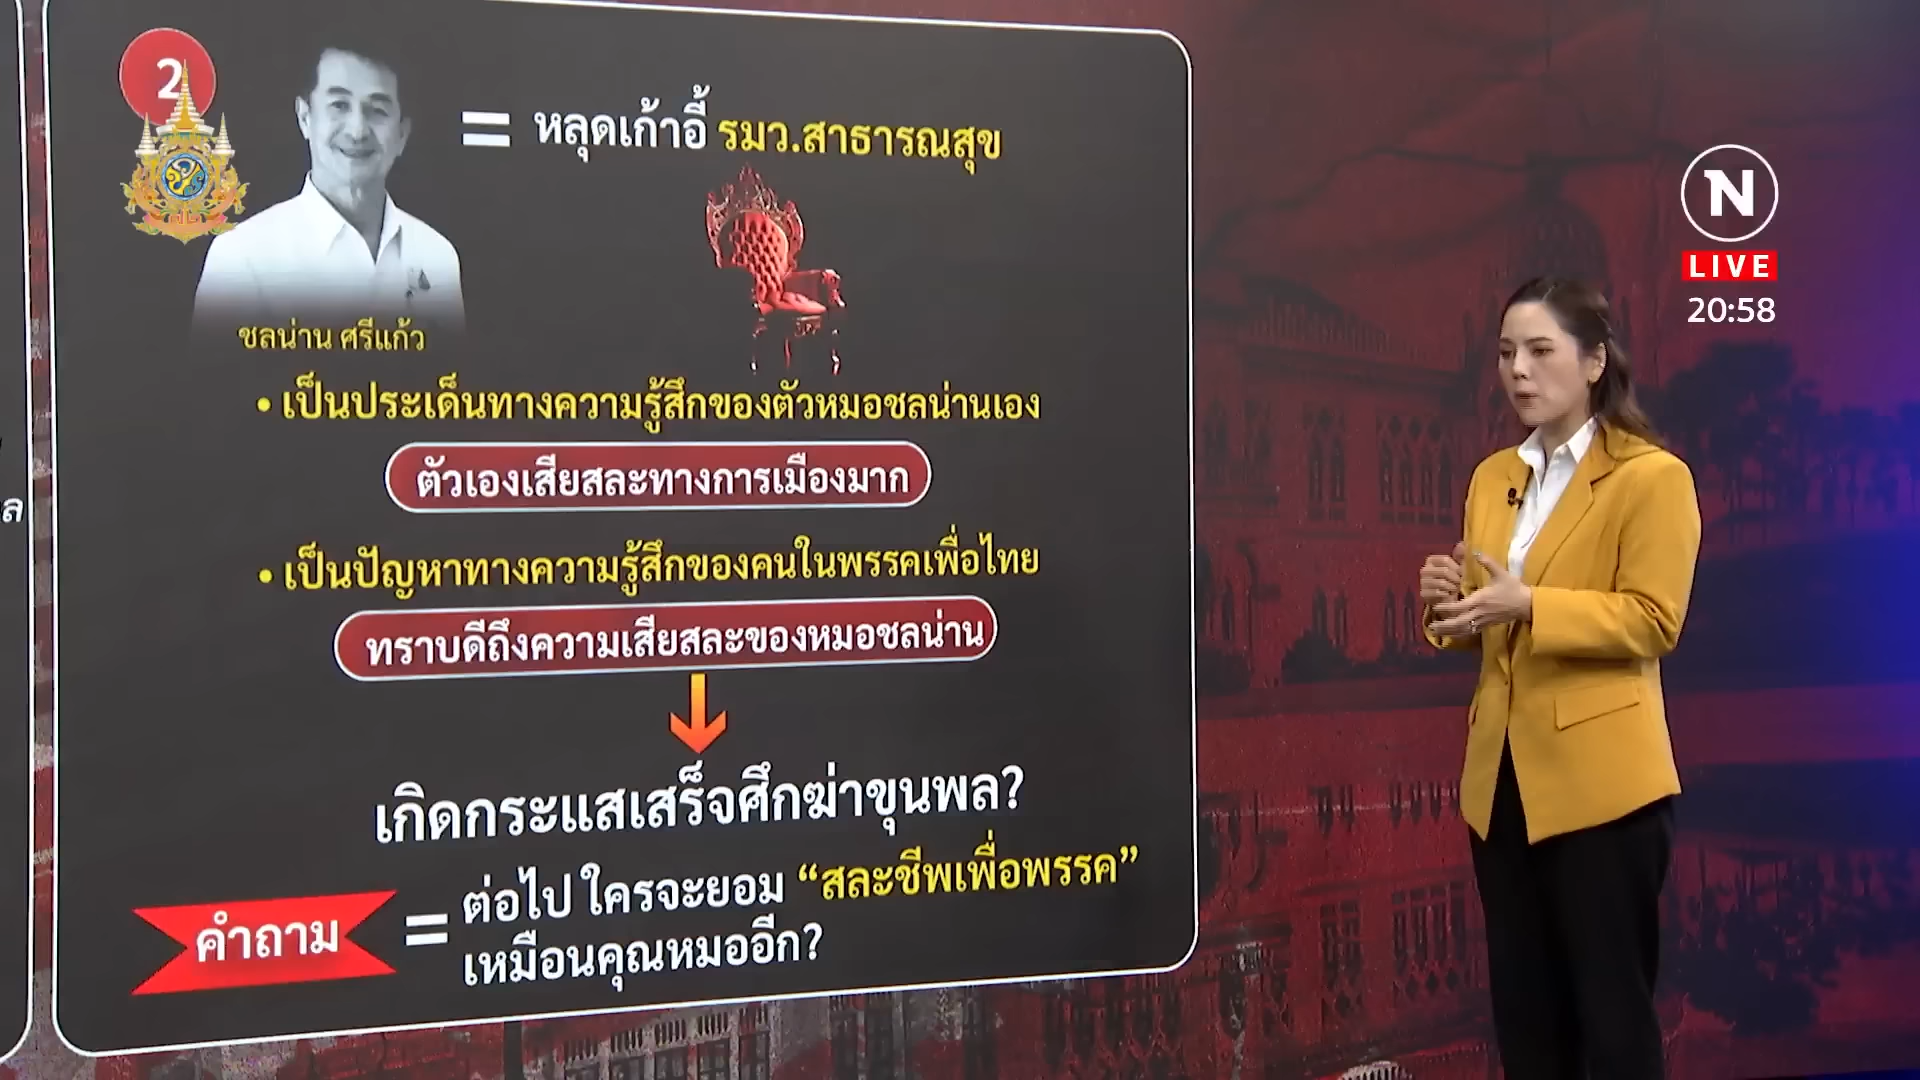 2
= หลุดเก้าอี้ รมว.สาธารณสุข
ชลน่าน ศรีแก้ว
• เป็นประเด็นทางความรู้สึกของตัวหมอชลน่านเอง
ตัวเองเสียสละทางการเมืองมาก
• เป็นปัญหาทางความรู้สึกของคนในพรรคเพื่อไทย
ทราบดีถึงความเสียสละของหมอชลน่าน
เกิดกระแสเสร็จศึกฆ่าขุนพล?
คำถาม
= ต่อไป ใครจะยอม “สละชีพเพื่อพรรค”
เหมือนคุณหมออีก?
N
LIVE
20:58